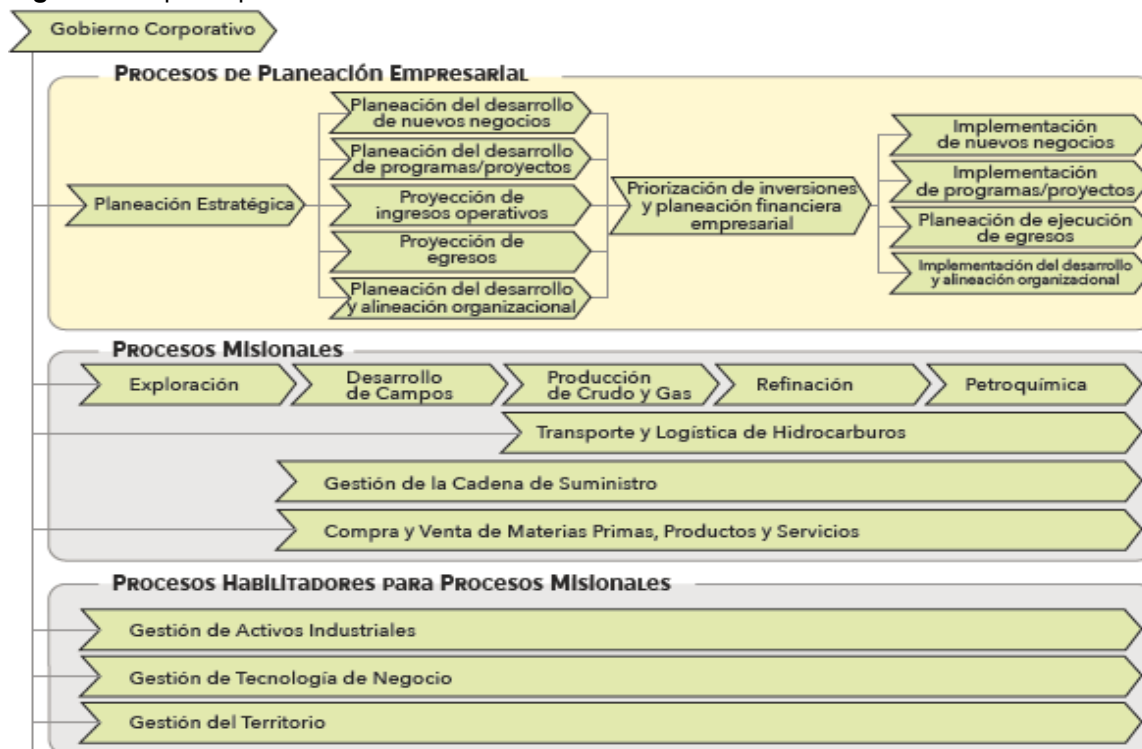 Gobierno Corporativo
Procesos de Planeación Empresarial
Planeación Estratégica
Planeación del desarrollo
de nuevos negocios
Planeación del desarrollo
de programas/proyectos
Proyección de
ingresos operativos
Proyección de
egresos
Planeación del desarrollo
y alineación organizacional
Priorización de inversiones
y planeación financiera
empresarial
Implementación
de nuevos negocios
Implementación
de programas/proyectos
Planeación de ejecución
de egresos
Implementación del desarrollo
y alineación organizacional
Procesos Misionales
Exploración
Desarrollo
de Campos
Producción
de Crudo y Gas
Refinación
Petroquímica
Transporte y Logística de Hidrocarburos
Gestión de la Cadena de Suministro
Compra y Venta de Materias Primas, Productos y Servicios
Procesos Habilitadores para Procesos Misionales
Gestión de Activos Industriales
Gestión de Tecnología de Negocio
Gestión del Territorio